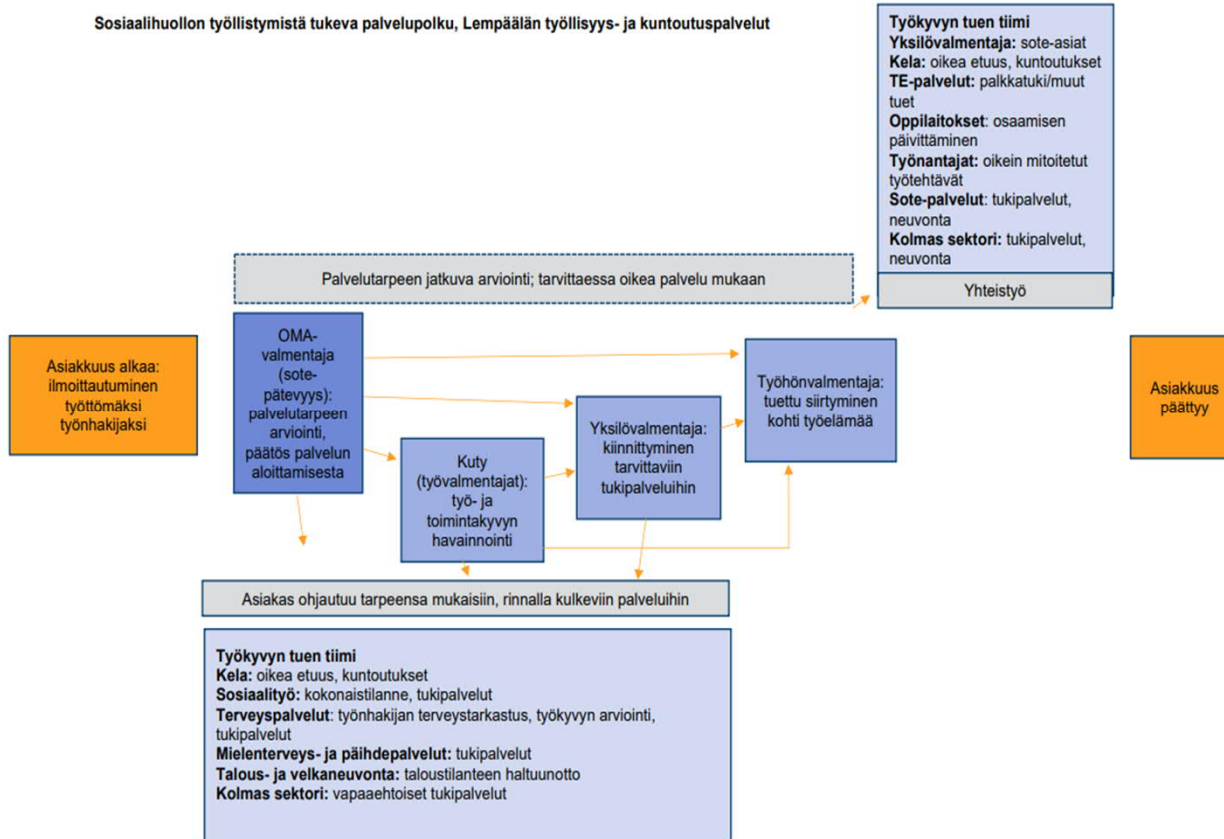 Sosiaalihuollon työllistymistä tukeva palvelupolku, Lempäälän työllisyys- ja kuntoutuspalvelut
Työkyvyn tuen tiimi
Yksilövalmentaja: sote-asiat
Kela: oikea etuus, kuntoutukset
TE-palvelut: palkkatuki/muut
tuet
Oppilaitokset: osaamisen
päivittäminen
Työnantajat: oikein mitoitetut
työtehtävät
Sote-palvelut: tukipalvelut,
neuvonta
Kolmas sektori: tukipalvelut,
neuvonta
Yhteistyö
Palvelutarpeen jatkuva arviointi; tarvittaessa oikea palvelu mukaan
Asiakkuus alkaa:
ilmoittautuminen
työttömäksi
työnhakijaksi
OMA-
valmentaja
(sote-
pätevyys):
palvelutarpeen
arviointi,
päätös palvelun
aloittamisesta
Kuty
(työvalmentajat):
työ- ja
toimintakyvyn
havainnointi
Yksilövalmentaja:
kiinnittyminen
tarvittaviin
tukipalveluihin
Työhönvalmentaja:
tuettu siirtyminen
kohti työelämää
Asiakkuus
päättyy
Asiakas ohjautuu tarpeensa mukaisiin, rinnalla kulkeviin palveluihin
Työkyvyn tuen tiimi
Kela: oikea etuus, kuntoutukset
Sosiaalityö: kokonaistilanne, tukipalvelut
Terveyspalvelut: työnhakijan terveystarkastus, työkyvyn arviointi,
tukipalvelut
Mielenterveys- ja päihdepalvelut: tukipalvelut
Talous- ja velkaneuvonta: taloustilanteen haltuunotto
Kolmas sektori: vapaaehtoiset tukipalvelut